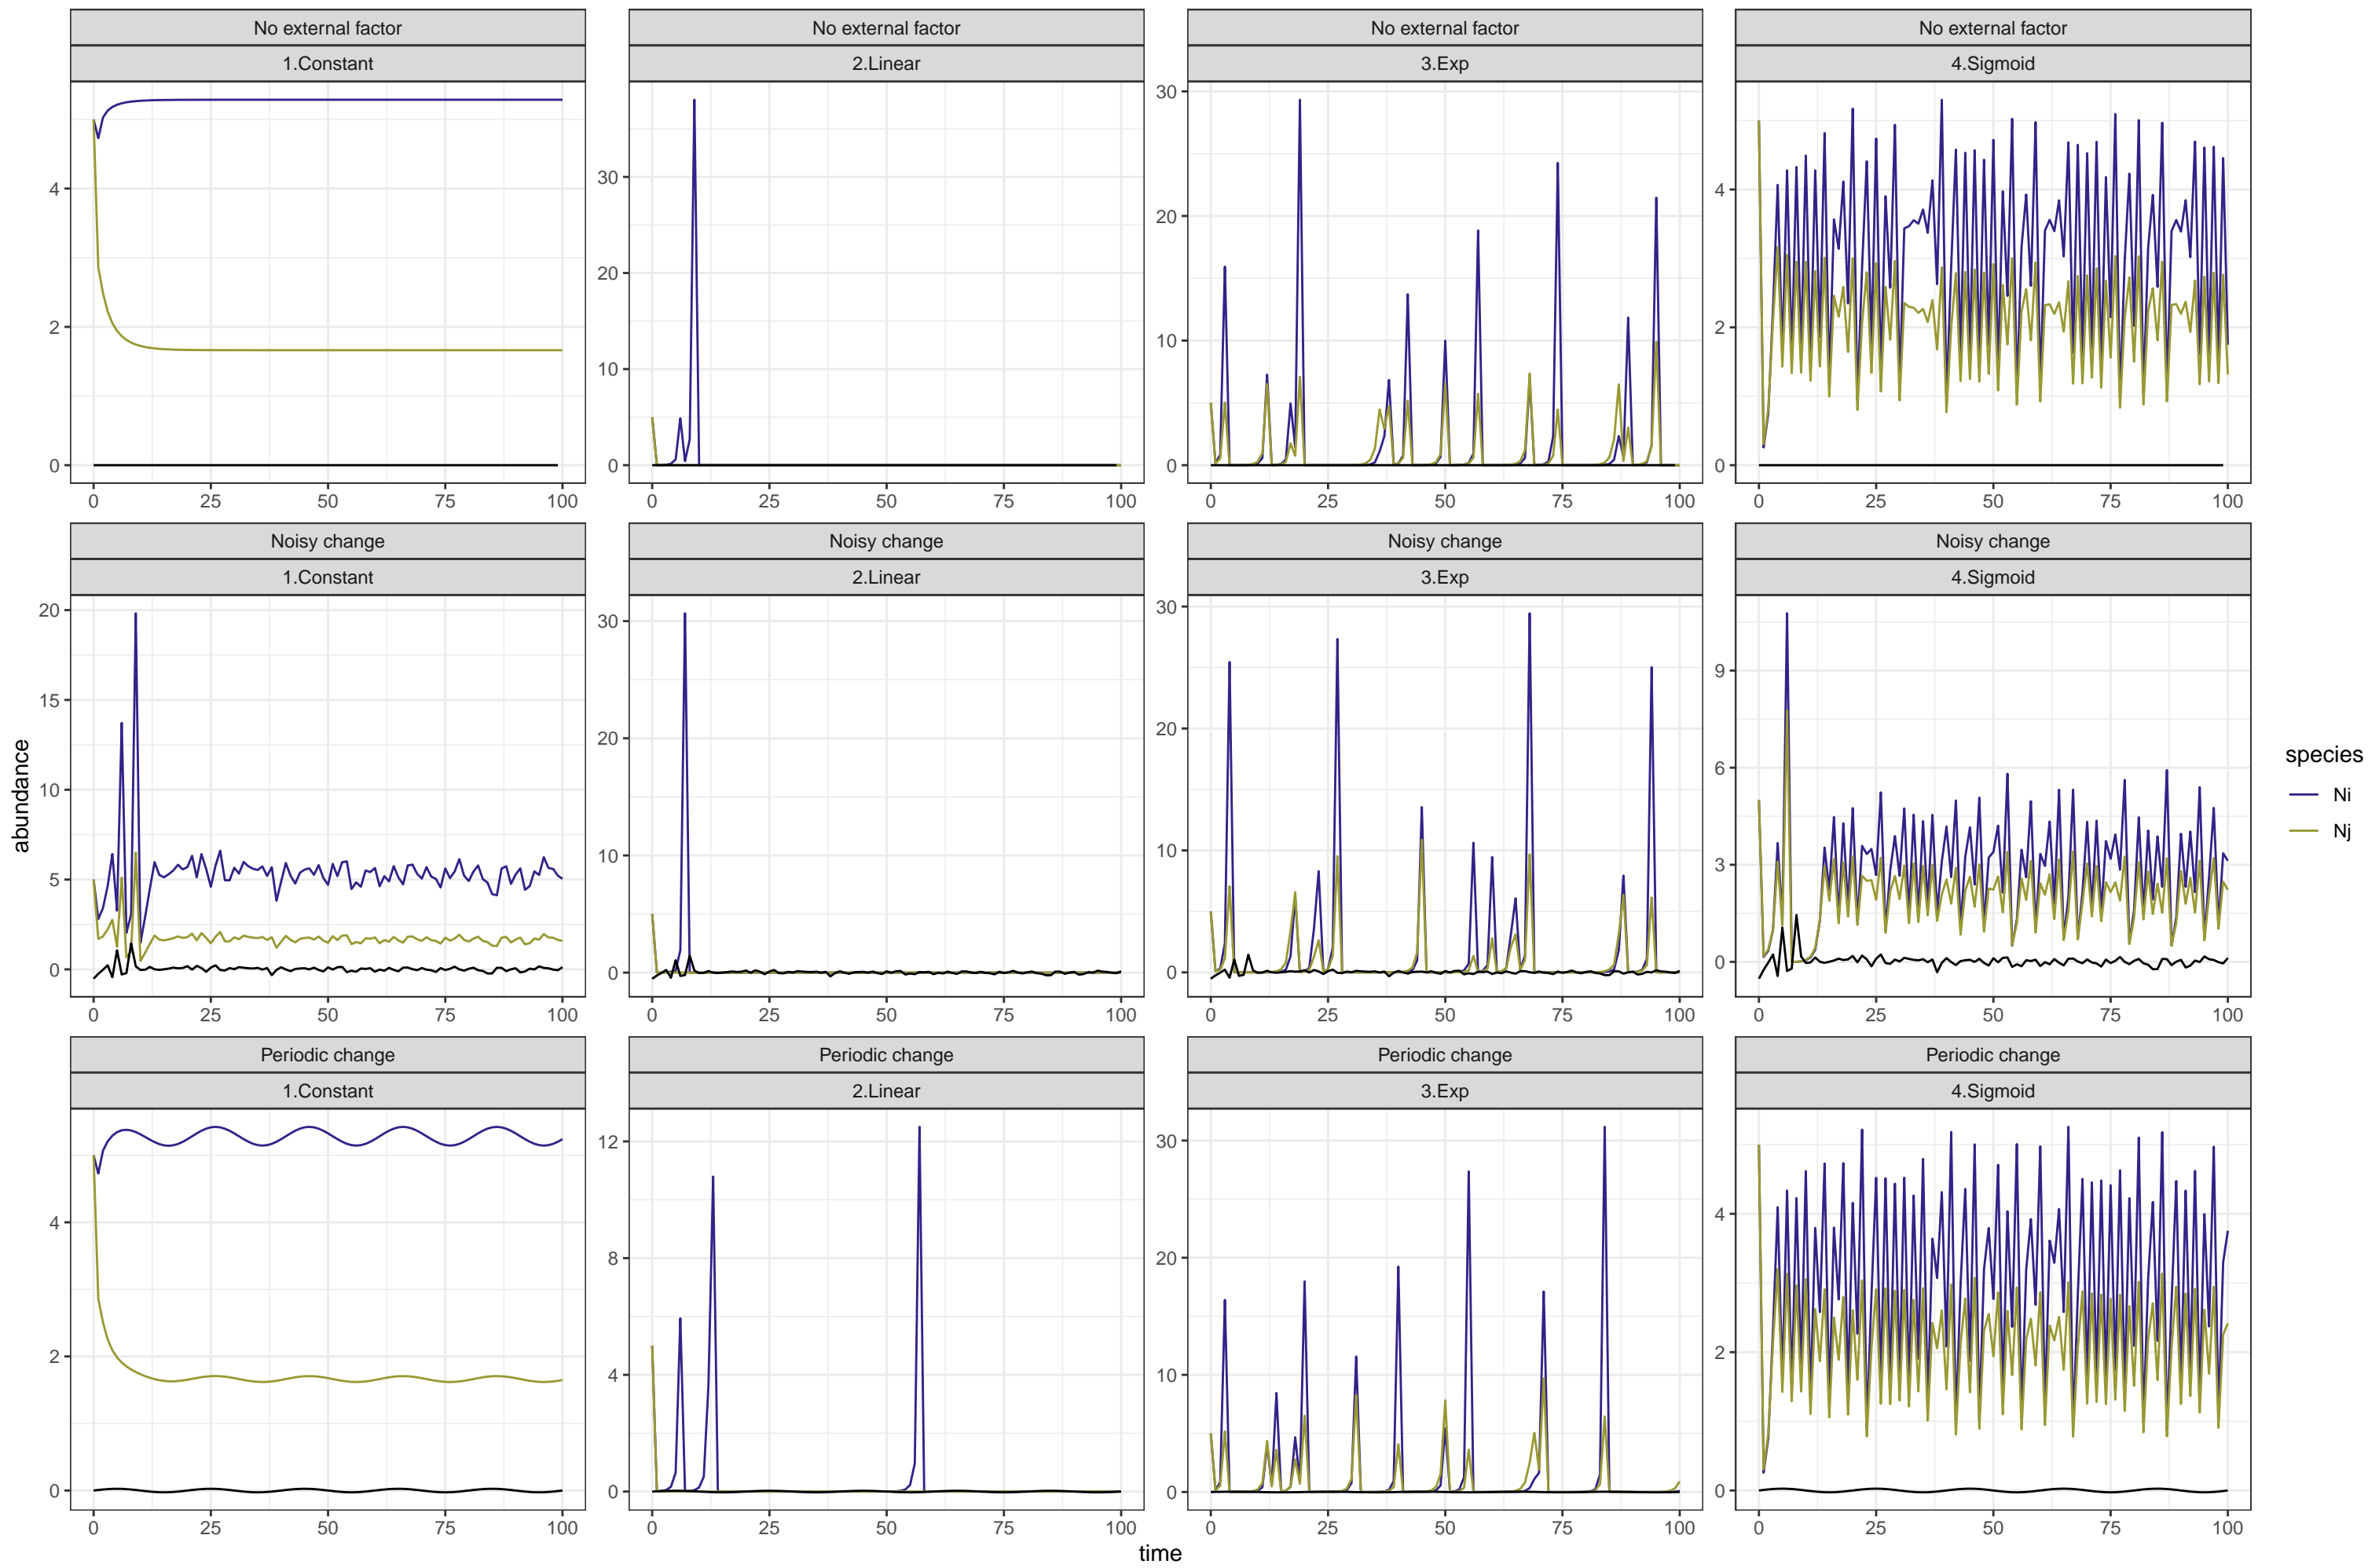 No external factor No external factor No external factor No external factor
1.Constant 2.Linear 3.Exp 4.Sigmoid
4 2 0
30 20 10 0
30 20 10 0
4 2 0
0 25 50 75 100 0 25 50 75 100 0 25 50 75 100 0 25 50 75 100
Noisy change Noisy change Noisy change Noisy change
1.Constant 2.Linear 3.Exp 4.Sigmoid
20 15 10 5 0
30 20 10 0
30 20 10 0
9 6 3 0
0 25 50 75 100 0 25 50 75 100 0 25 50 75 100 0 25 50 75 100
Periodic change Periodic change Periodic change Periodic change
1.Constant 2.Linear 3.Exp 4.Sigmoid
4 2 0
12 8 4 0
30 20 10 0
4 2 0
0 25 50 75 100 0 25 50 75 100 0 25 50 75 100 0 25 50 75 100
abundance
time
species
Ni
Nj